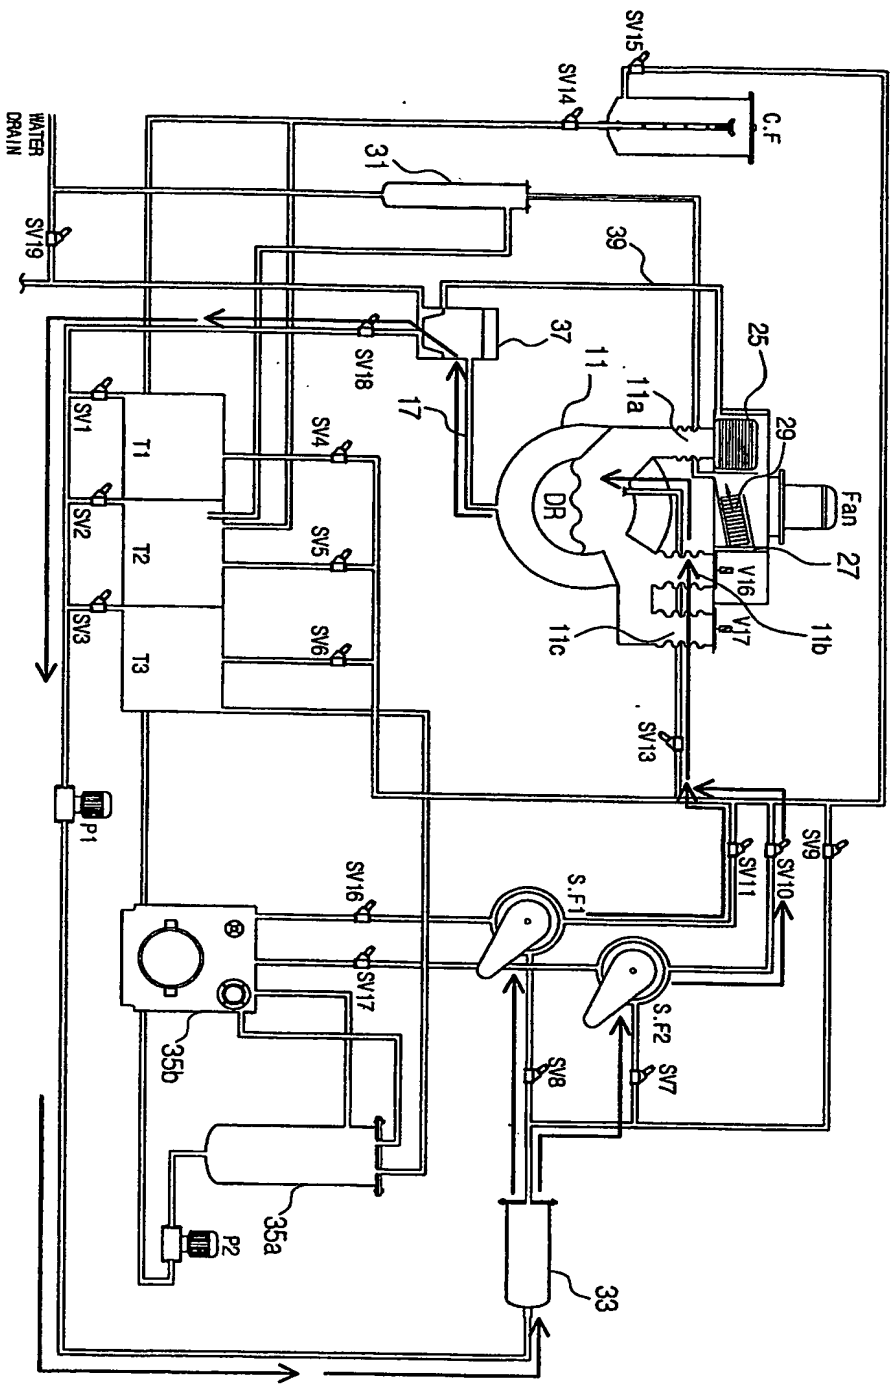 SV15
SV14
C.F
WATER
DRAIN
SV19
31
39
37
SV18
17
11
11a
25
29
Fan
27
DR
V16
V17
11b
11c
SV13
SV1
T1
SV4
SV2
T2
SV5
SV3
T3
SV6
P1
SV9
SV10
SV11
S.F1
SV16
SV17
S.F2
SV8
SV7
35b
35a
P2
33